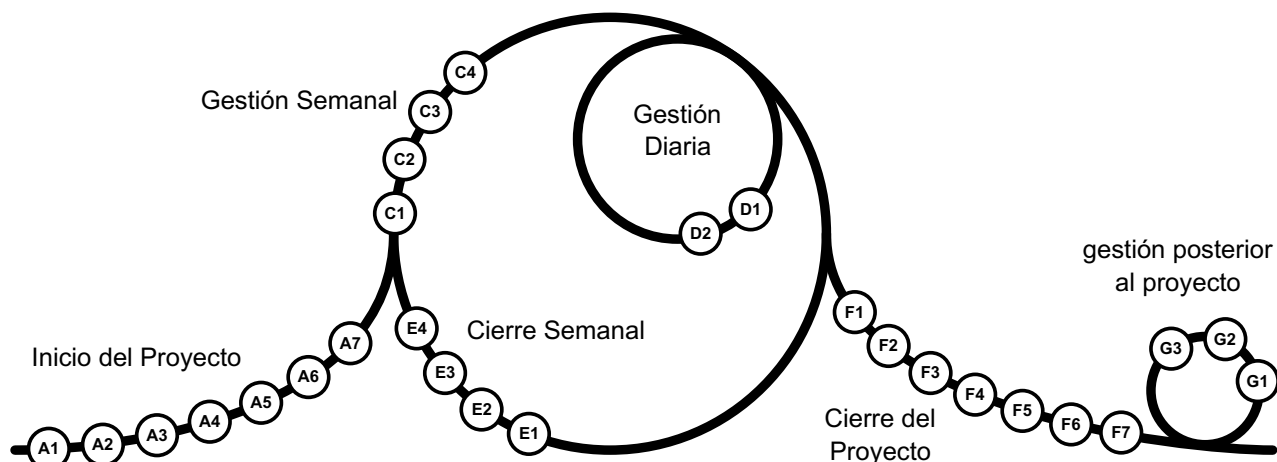 Gestión Semanal
C4
C3
C2
C1
Gestión
Diaria
D1
D2
Inicio del Proyecto
A1
A2
A3
A4
A5
A6
A7
Cierre Semanal
E4
E3
E2
E1
F1
F2
F3
F4
F5
F6
F7
Cierre del
Proyecto
gestión posterior
al proyecto
G3
G2
G1